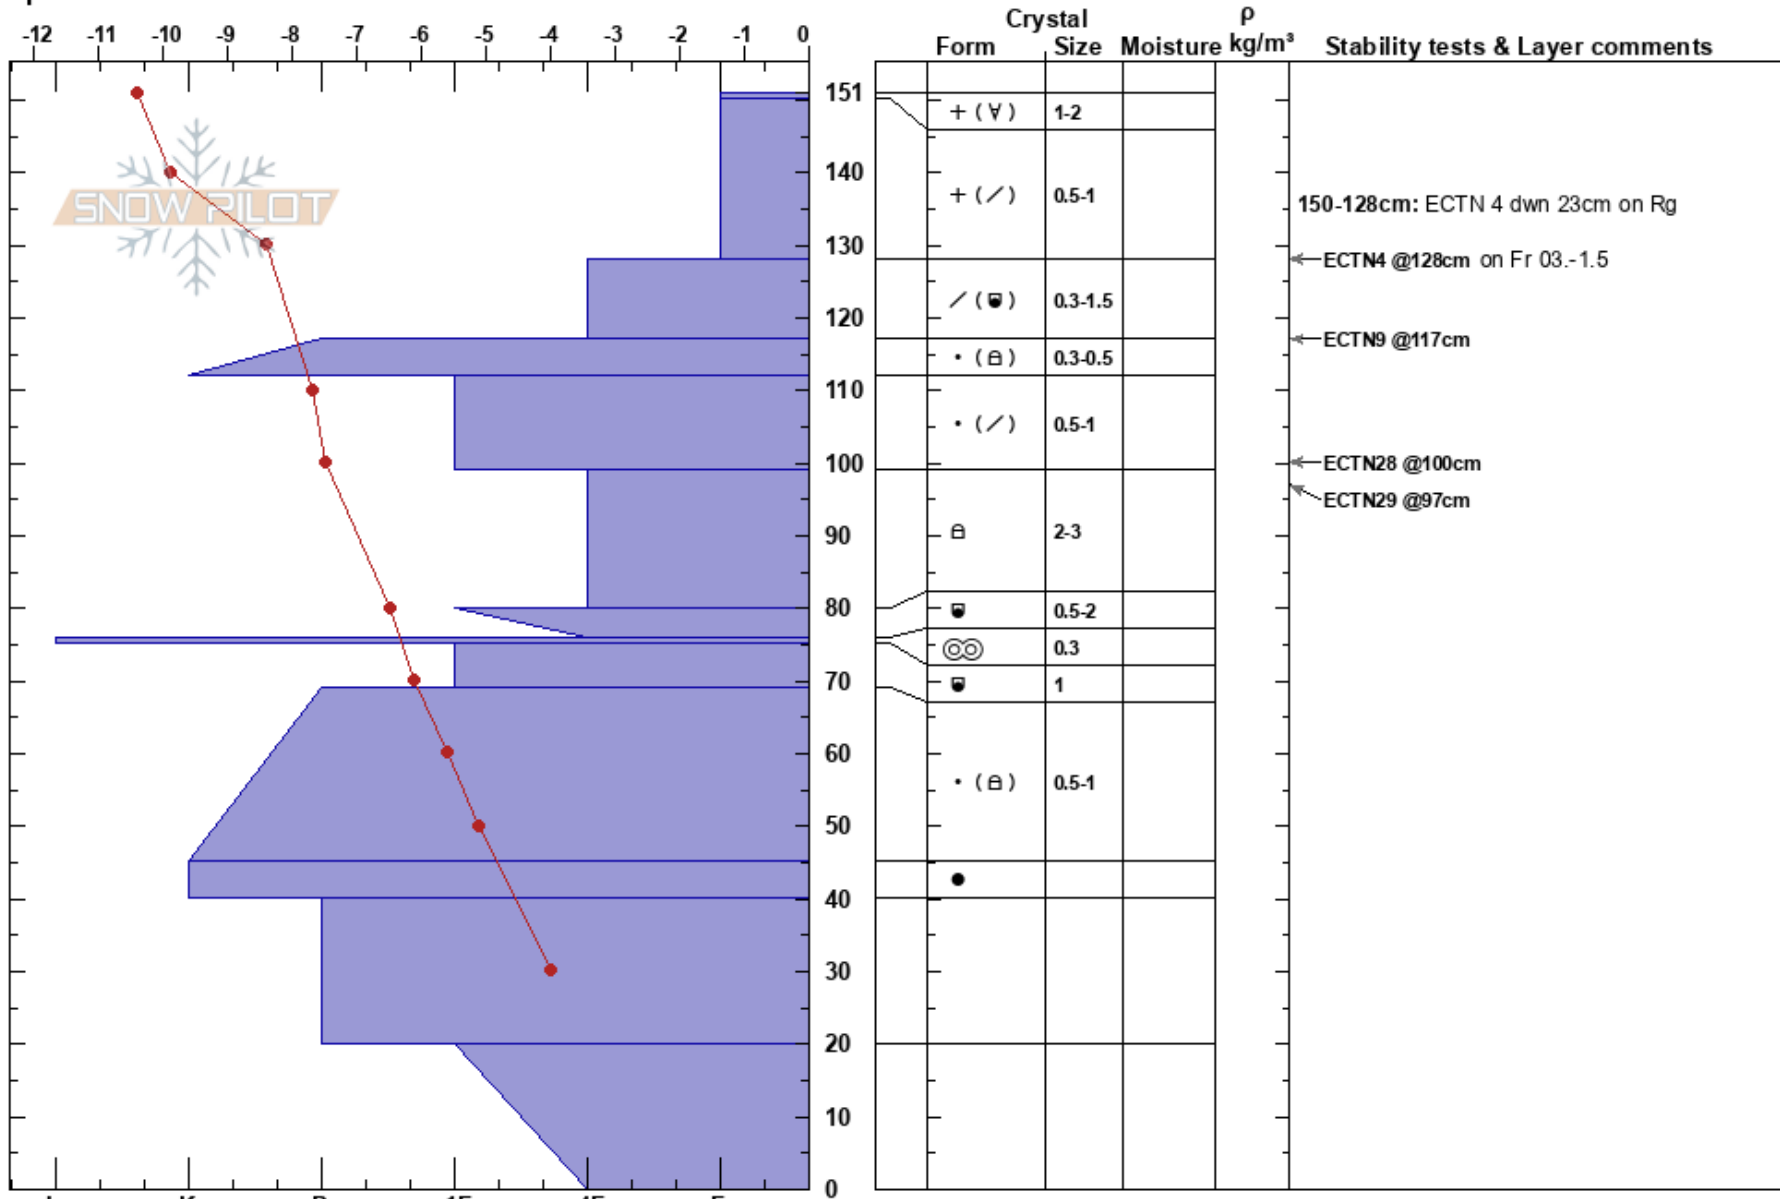 Crystal ρ
-12 -11 -10 -9 -8 -7 -6 -5 -4 -3 -2 -1 0 Form Size Moisture kg/m³ Stability tests & Layer comments
151
+ (∀) 1-2
140
+ (/) 0.5-1
SNOW PILOT
150-128cm: ECTN 4 dwn 23cm on Rg
130
ECTN4 @128cm on Fr 03.-1.5
/ ( ) 0.3-1.5
120
ECTN9 @117cm
• ( ) 0.3-0.5
110
• (/) 0.5-1
100
ECTN28 @100cm
ECTN29 @97cm
90
2-3
80
0.5-2
0.3
70
1
60
• ( ) 0.5-1
50
40
30
20
10
0